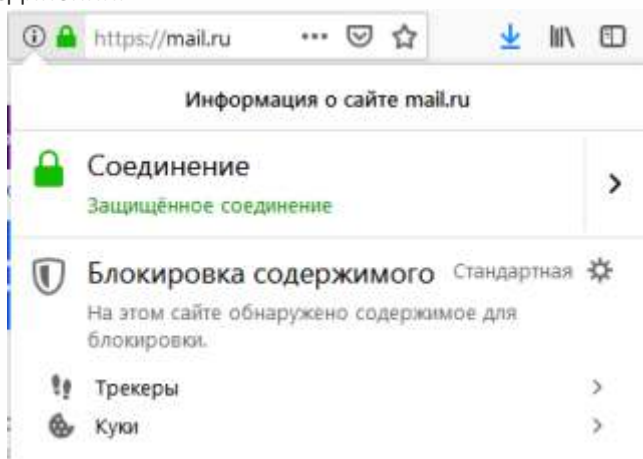 https://mail.ru
Информация о сайте mail.ru
Соединение
Защищённое соединение
Блокировка содержимого Стандартная
На этом сайте обнаружено содержимое для
блокировки.
Трекеры
Куки